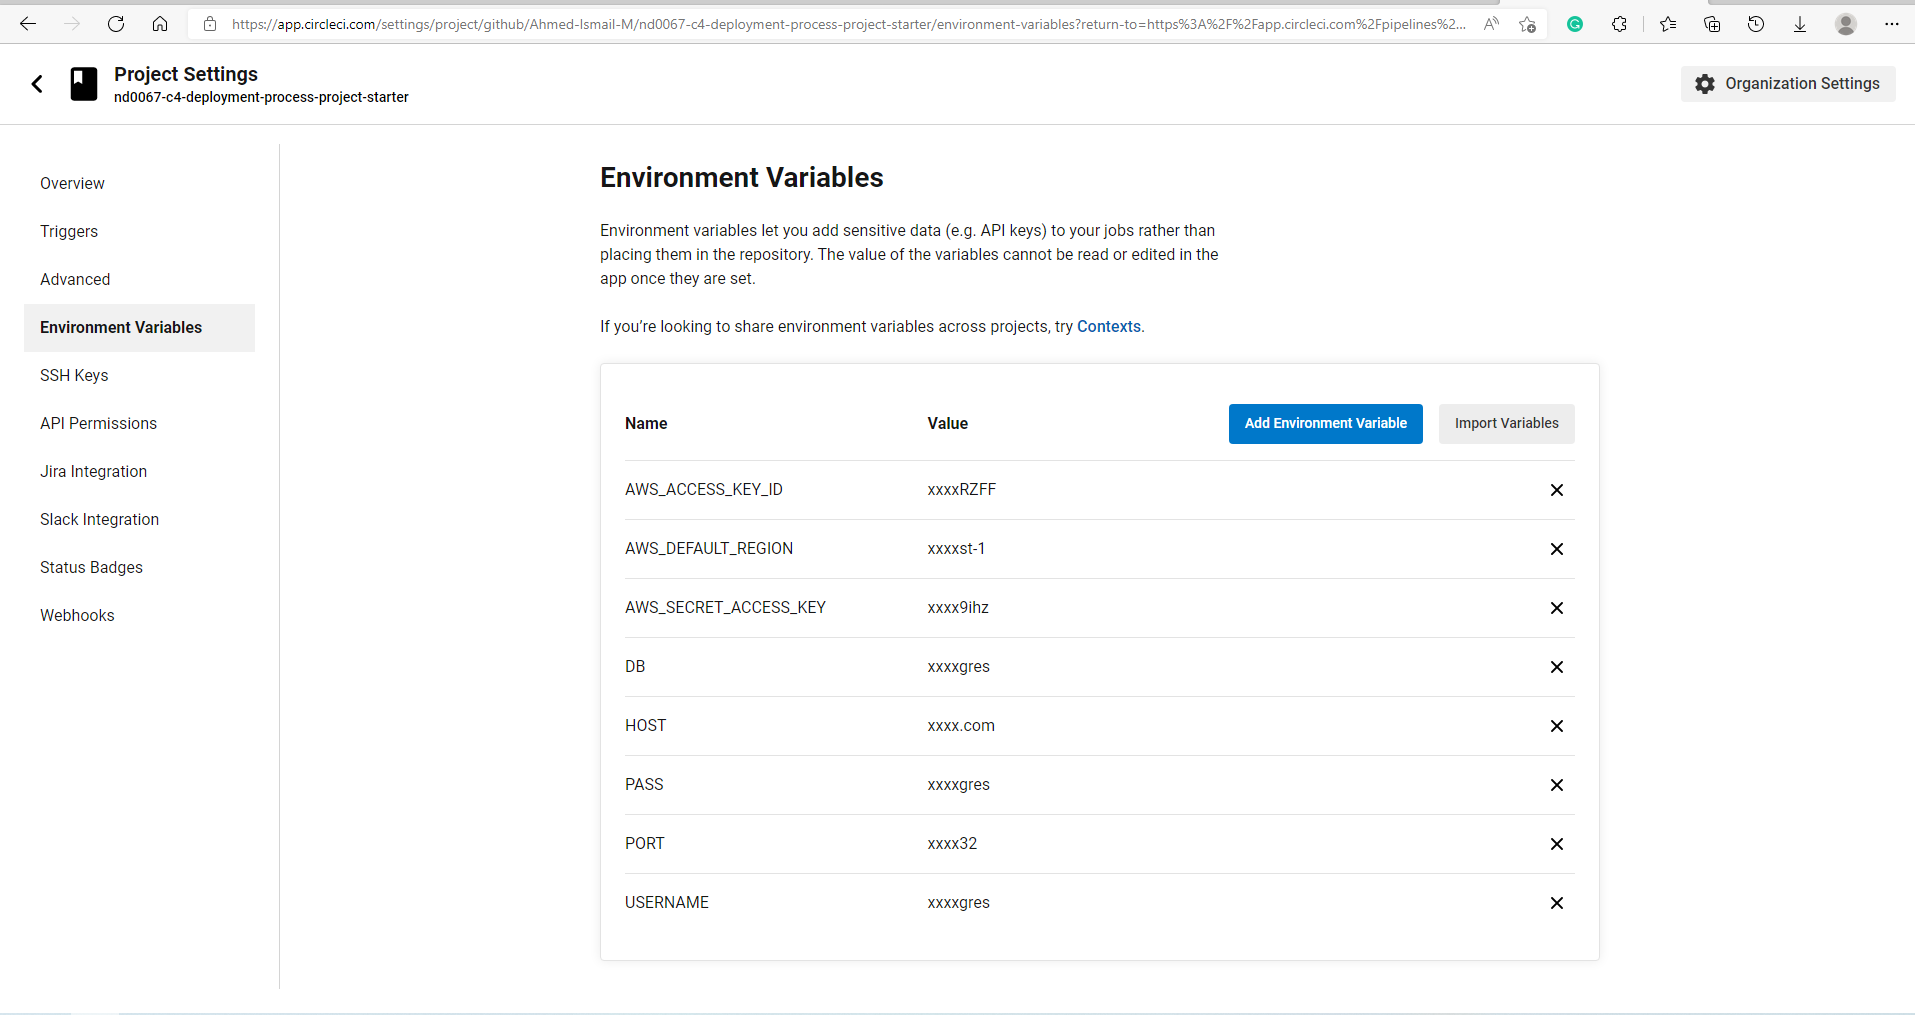 https://app.circleci.com/settings/project/github/Ahmed-Ismail-M/nd0067-c4-deployment-process-project-starter/environment-variables?return-to=https%3A%2F%2Fapp.circleci.com%2Fpipelines%2...
Project Settings
nd0067-c4-deployment-process-project-starter
Organization Settings
Overview
Triggers
Advanced
Environment Variables
SSH Keys
API Permissions
Jira Integration
Slack Integration
Status Badges
Webhooks
Environment Variables
Environment variables let you add sensitive data (e.g. API keys) to your jobs rather than
placing them in the repository. The value of the variables cannot be read or edited in the
app once they are set.
If you’re looking to share environment variables across projects, try Contexts.
Name Value Add Environment Variable Import Variables
AWS_ACCESS_KEY_ID xxxxRZFF
AWS_DEFAULT_REGION xxxxst-1
AWS_SECRET_ACCESS_KEY xxxx9ihz
DB xxxxgres
HOST xxxx.com
PASS xxxxgres
PORT xxxx32
USERNAME xxxxgres